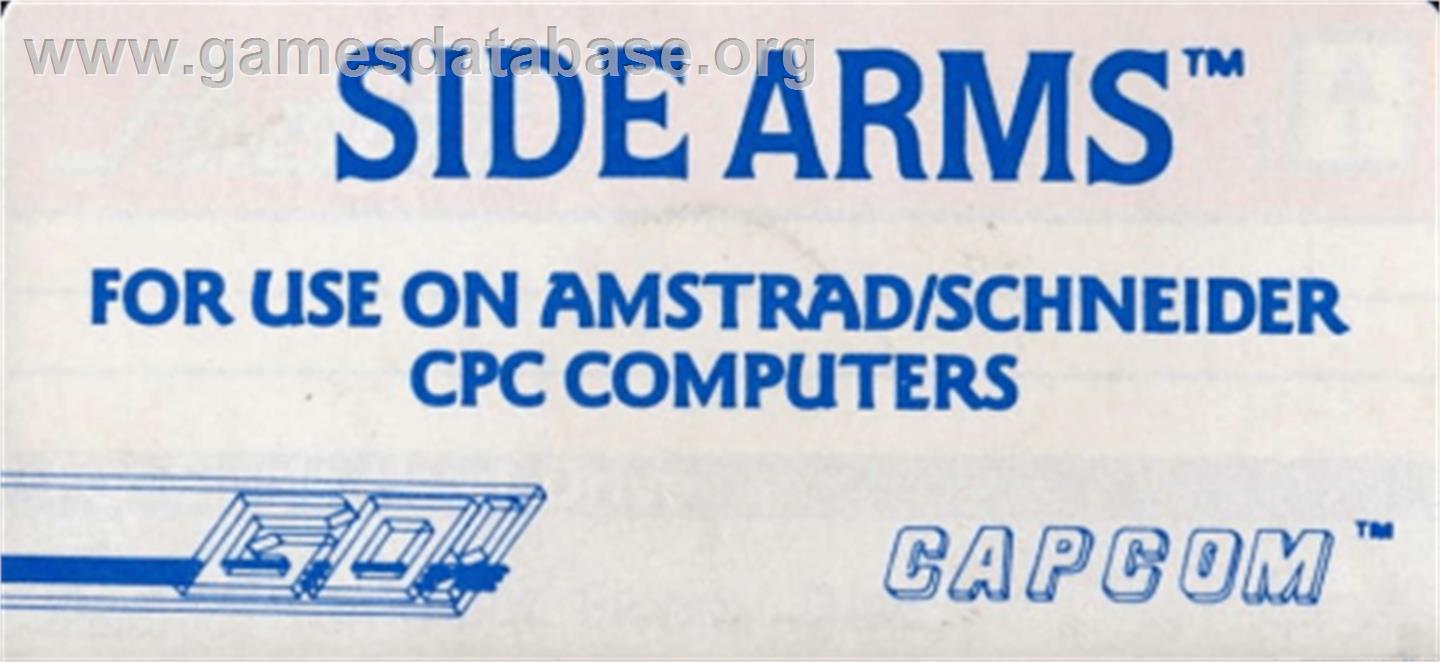 www.gamesdatabase.org
SIDE ARMS™
FOR USE ON AMSTRAD/SCHNEIDER
CPC COMPUTERS
GO!
CAPCOM™